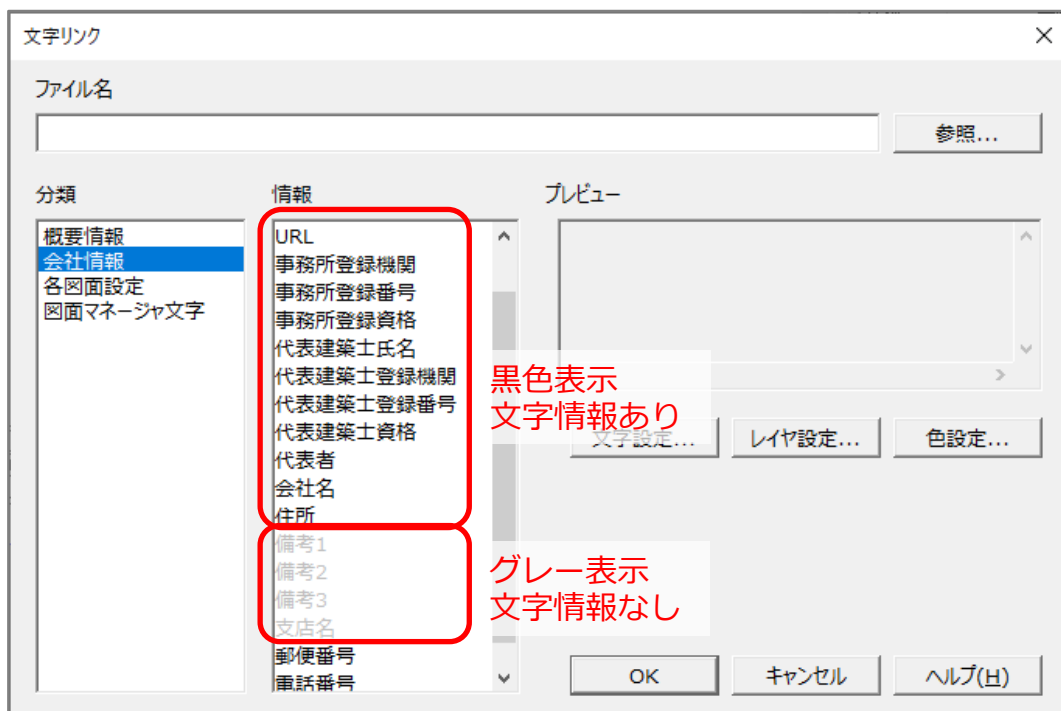 文字リンク
ファイル名
参照...
分類
情報
プレビュー
概要情報
会社情報
各図面設定
図面マネージャ文字
URL
事務所登録機関
事務所登録番号
事務所登録資格
代表建築士氏名
代表建築士登録機関
代表建築士登録番号
代表建築士資格
代表者
会社名
住所
備考1
備考2
備考3
支店名
郵便番号
電話番号
黒色表示
文字情報あり
グレー表示
文字情報なし
文字設定...
レイヤ設定...
色設定...
OK
キャンセル
ヘルプ(H)